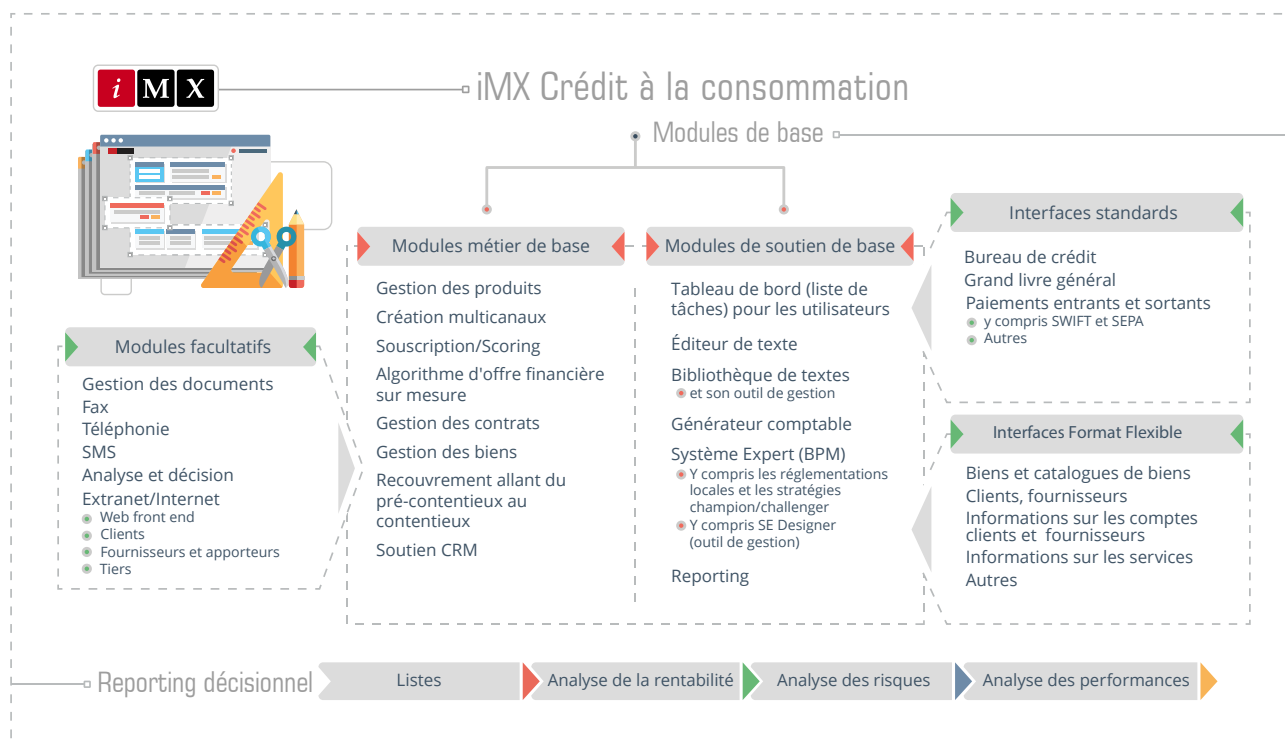 iMX
iMX Crédit à la consommation
Modules de base
Modules métier de base
Gestion des produits
Création multicanaux
Souscription/Scoring
Algorithme d'offre financière
sur mesure
Gestion des contrats
Gestion des biens
Recouvrement allant du
pré-contentieux au
contentieux
Soutien CRM
Modules de soutien de base
Tableau de bord (liste de
tâches) pour les utilisateurs
Éditeur de texte
Bibliothèque de textes
et son outil de gestion
Générateur comptable
Système Expert (BPM)
Y compris les réglementations
locales et les stratégies
champion/challenger
Y compris SE Designer
(outil de gestion)
Reporting
Interfaces standards
Bureau de crédit
Grand livre général
Paiements entrants et sortants
y compris SWIFT et SEPA
Autres
Modules facultatifs
Gestion des documents
Fax
Téléphonie
SMS
Analyse et décision
Extranet/Internet
Web front end
Clients
Fournisseurs et apporteurs
Tiers
Interfaces Format Flexible
Biens et catalogues de biens
Clients, fournisseurs
Informations sur les comptes
clients et fournisseurs
Informations sur les services
Autres
Reporting décisionnel
Listes
Analyse de la rentabilité
Analyse des risques
Analyse des performances